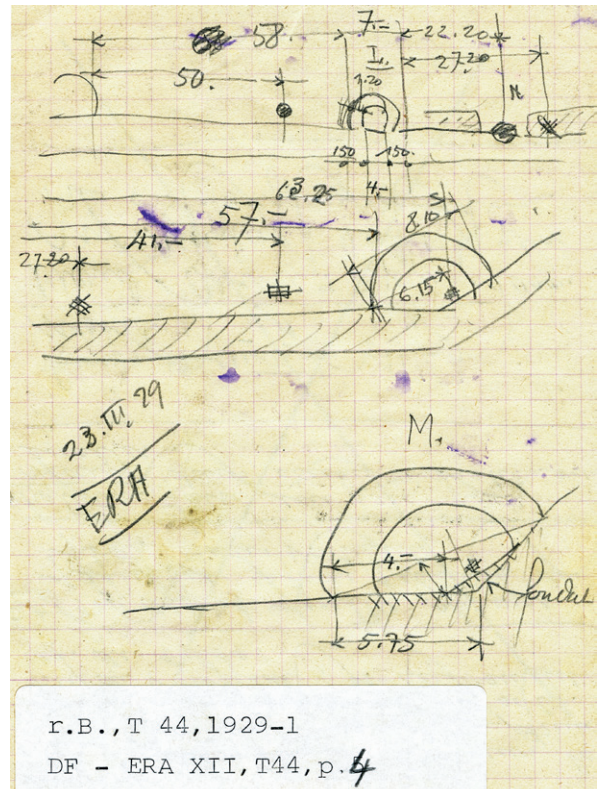 58.
7.-
22.20
I.
27.20
50.
1.20
M
150
150
63.25
4.-
57.-
8.10
41.-
27.20
6.15
23.III.29
ERA
M.
4.-
fondul
5.75
r.B.,T 44,1929-1
DF - ERA XII,T44,p.4